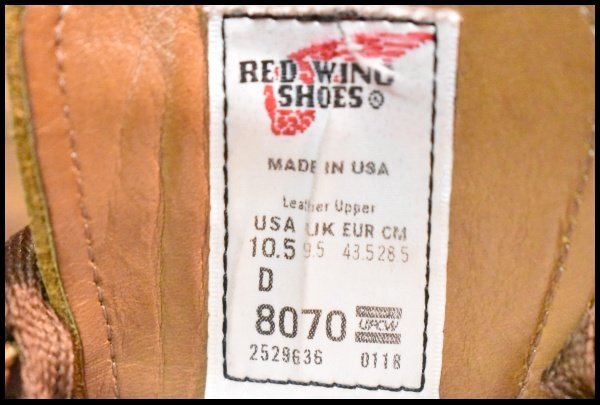 RED WING
SHOES ®
MADE IN USA
Leather Upper
USA UK EUR CM
10.5 9.5 43.5 28.5
D
8070 UFCW
2529636 0118